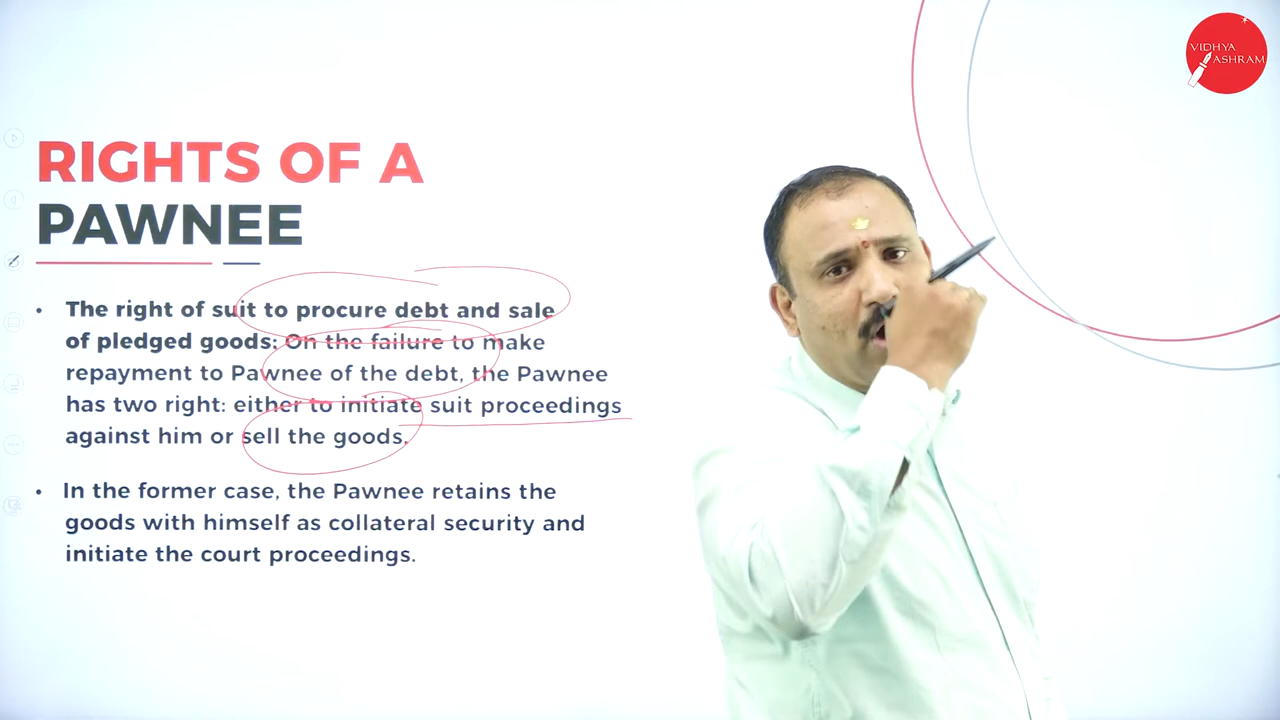 VIDHYA
ASHRAM
RIGHTS OF A
PAWNEE
• The right of suit to procure debt and sale
of pledged goods: On the failure to make
repayment to Pawnee of the debt, the Pawnee
has two right: either to initiate suit proceedings
against him or sell the goods.
• In the former case, the Pawnee retains the
goods with himself as collateral security and
initiate the court proceedings.